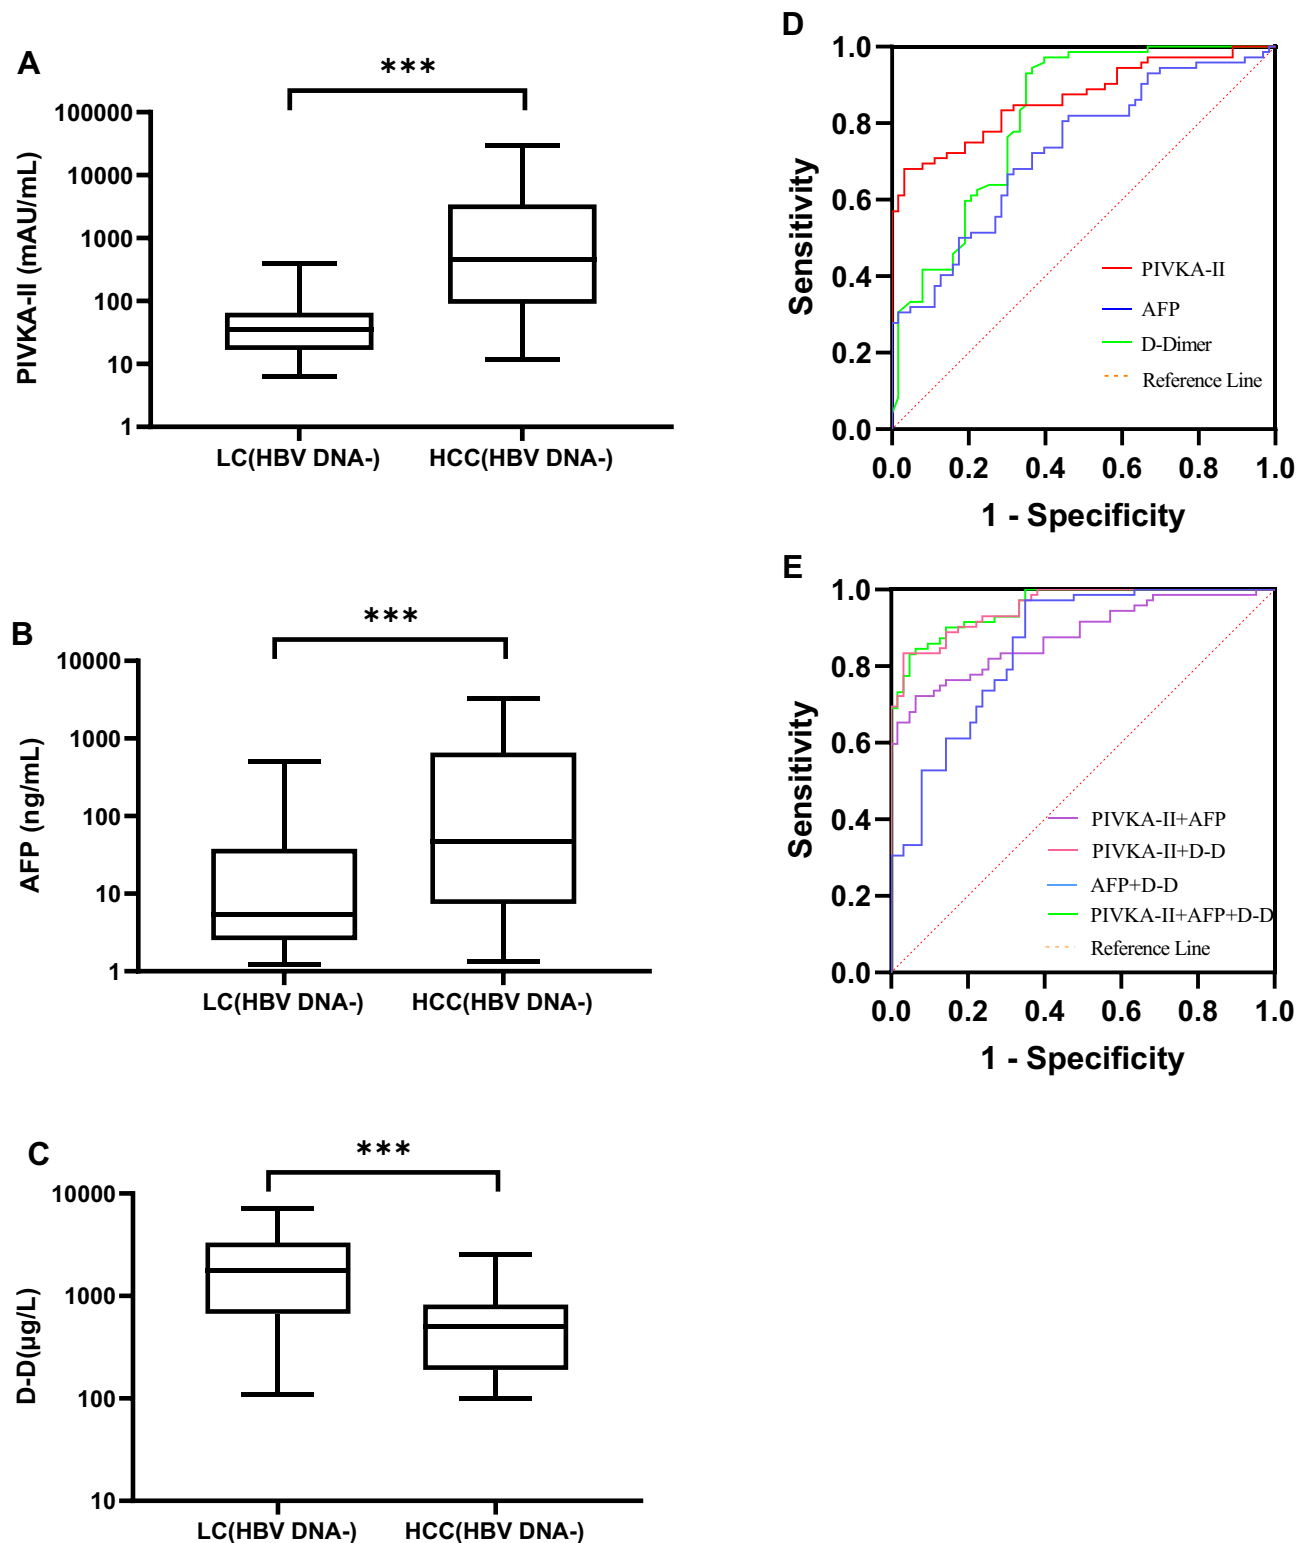 A
***
100000
10000
1000
100
10
1
PIVKA-II (mAU/mL)
LC(HBV DNA-)
HCC(HBV DNA-)
B
***
10000
1000
100
10
1
AFP (ng/mL)
LC(HBV DNA-)
HCC(HBV DNA-)
C
***
10000
1000
100
10
D-D(µg/L)
LC(HBV DNA-)
HCC(HBV DNA-)
D
1.0
0.8
0.6
0.4
0.2
0.0
Sensitivity
PIVKA-II
AFP
D-Dimer
Reference Line
0.0 0.2 0.4 0.6 0.8 1.0
1 - Specificity
E
1.0
0.8
0.6
0.4
0.2
0.0
Sensitivity
PIVKA-II+AFP
PIVKA-II+D-D
AFP+D-D
PIVKA-II+AFP+D-D
Reference Line
0.0 0.2 0.4 0.6 0.8 1.0
1 - Specificity